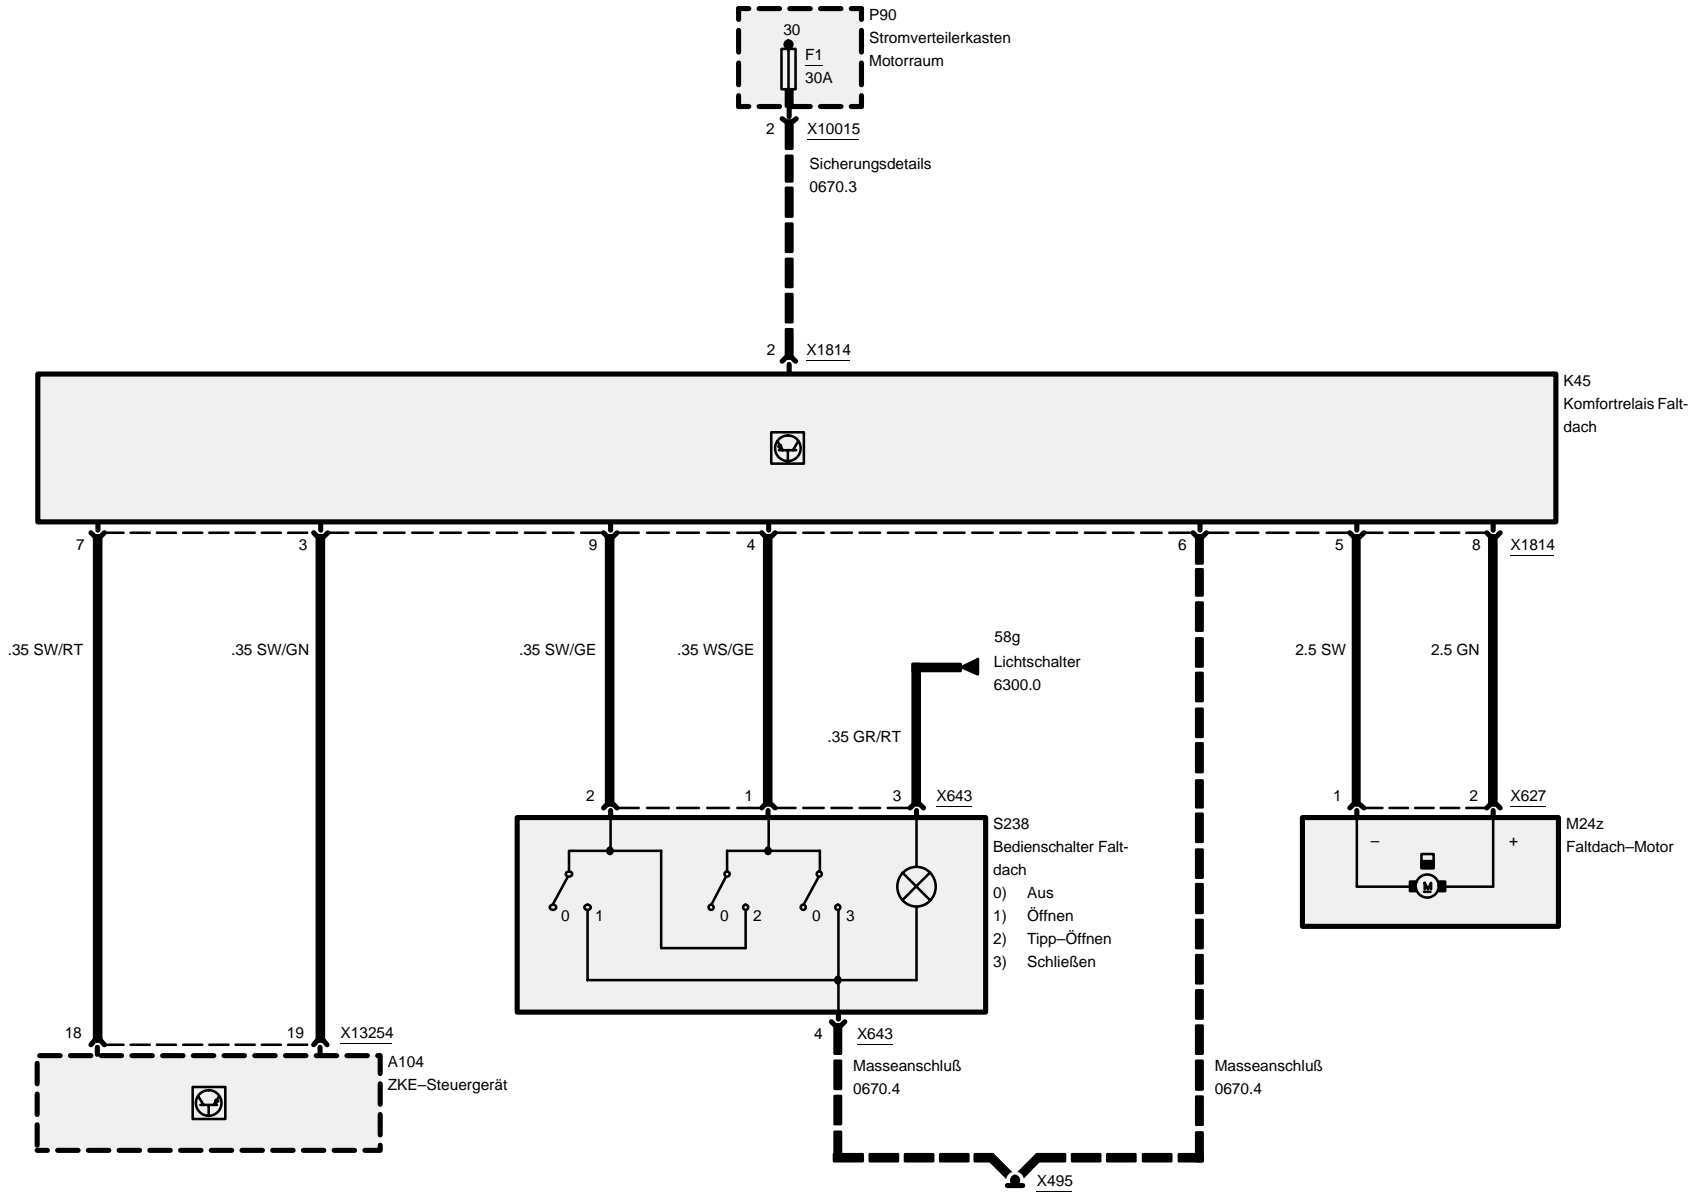 P90
30
Stromverteilerkasten
F1
Motorraum
30A
2 X10015
Sicherungsdetails
0670.3
2 X1814
K45
Komfortrelais Falt-
dach
7 3 9 4 6 5 8 X1814
58g
.35 SW/RT .35 SW/GN .35 SW/GE .35 WS/GE 2.5 SW 2.5 GN
Lichtschalter
6300.0
.35 GR/RT
2 1 3 X643 1 2 X627
S238 M24z
Bedienschalter Falt- Faltdach–Motor
dach
– +
M
0) Aus
0 1 0 2 0 3
1) Öffnen
2) Tipp–Öffnen
3) Schließen
18 19 X13254 4 X643
A104
Masseanschluß Masseanschluß
ZKE–Steuergerät
0670.4 0670.4
X495